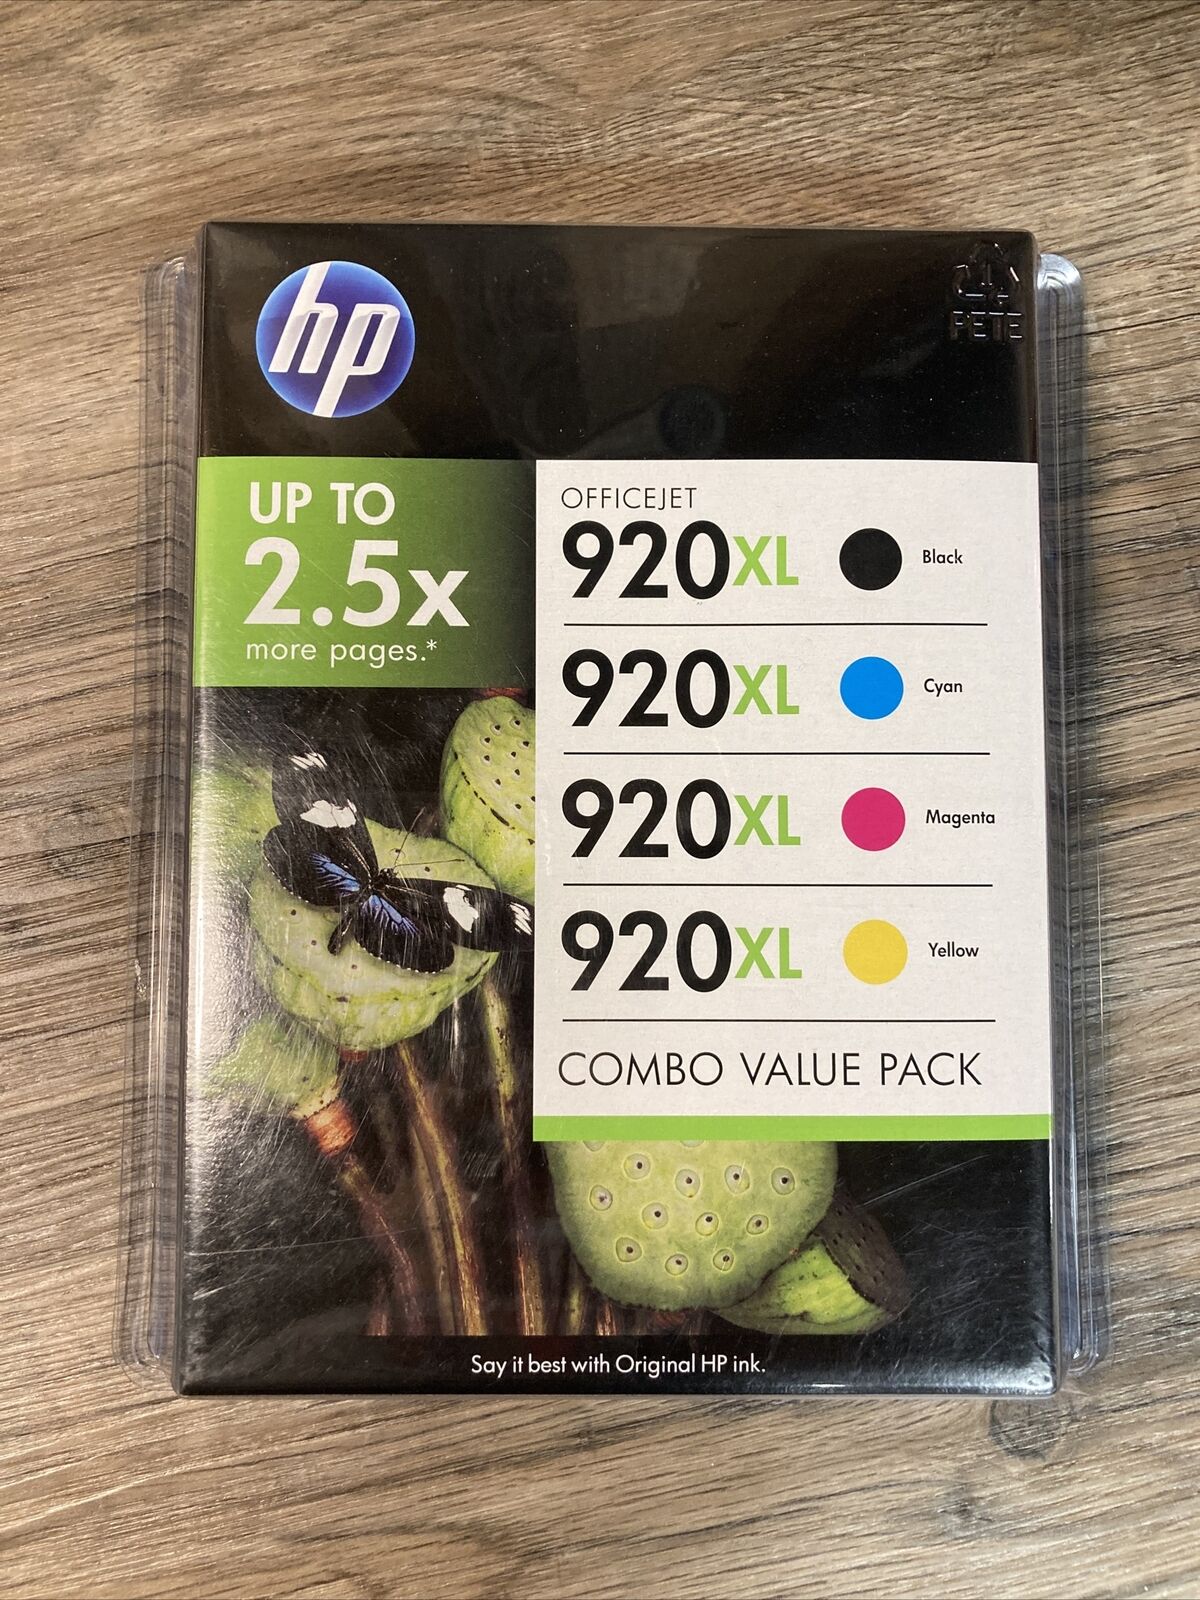 hp
PETE
UP TO
2.5x
more pages.*
OFFICEJET
920XL Black
920XL Cyan
920XL Magenta
920XL Yellow
COMBO VALUE PACK
Say it best with Original HP ink.